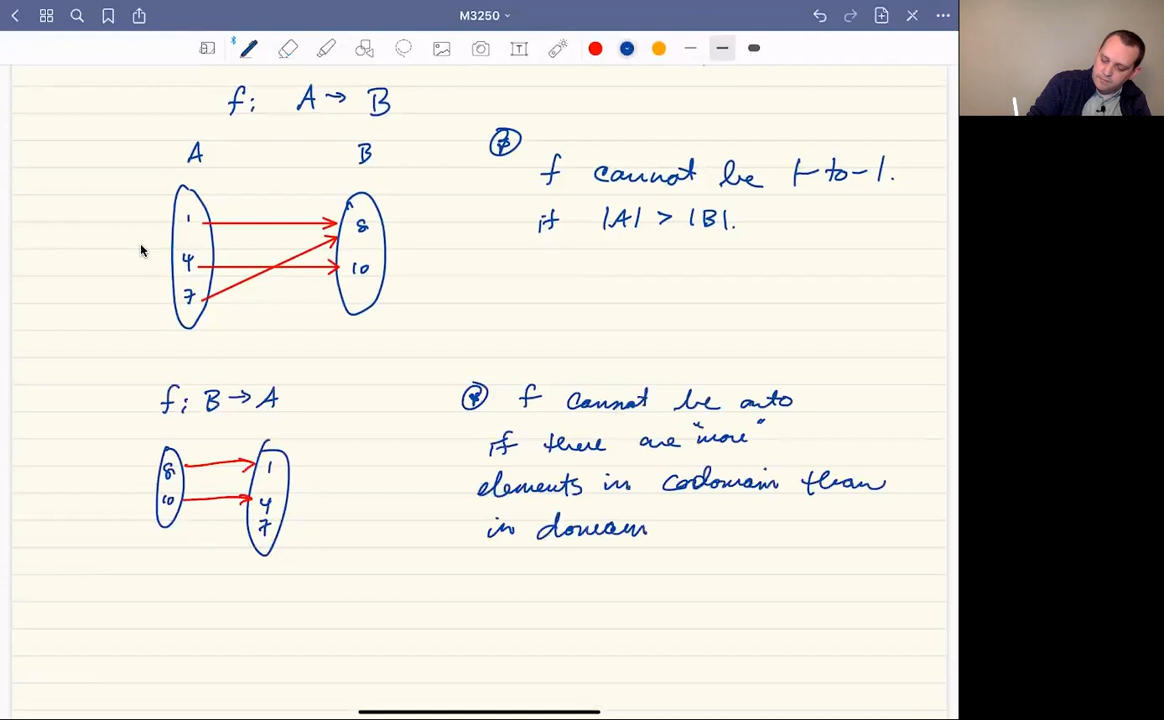 M3250
f: A → B
A
B
1
4
7
8
10
f cannot be 1-to-1.
if |A| > |B|.
f: B → A
8
10
1
4
7
f cannot be onto
if there are "more"
elements in codomain than
in domain